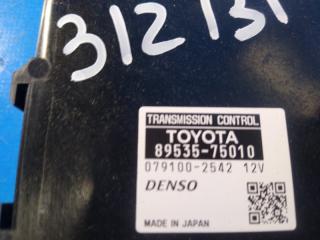 312131
TRANSMISSION CONTROL
TOYOTA
89535-75010
079100-2542 12V
DENSO
MADE IN JAPAN